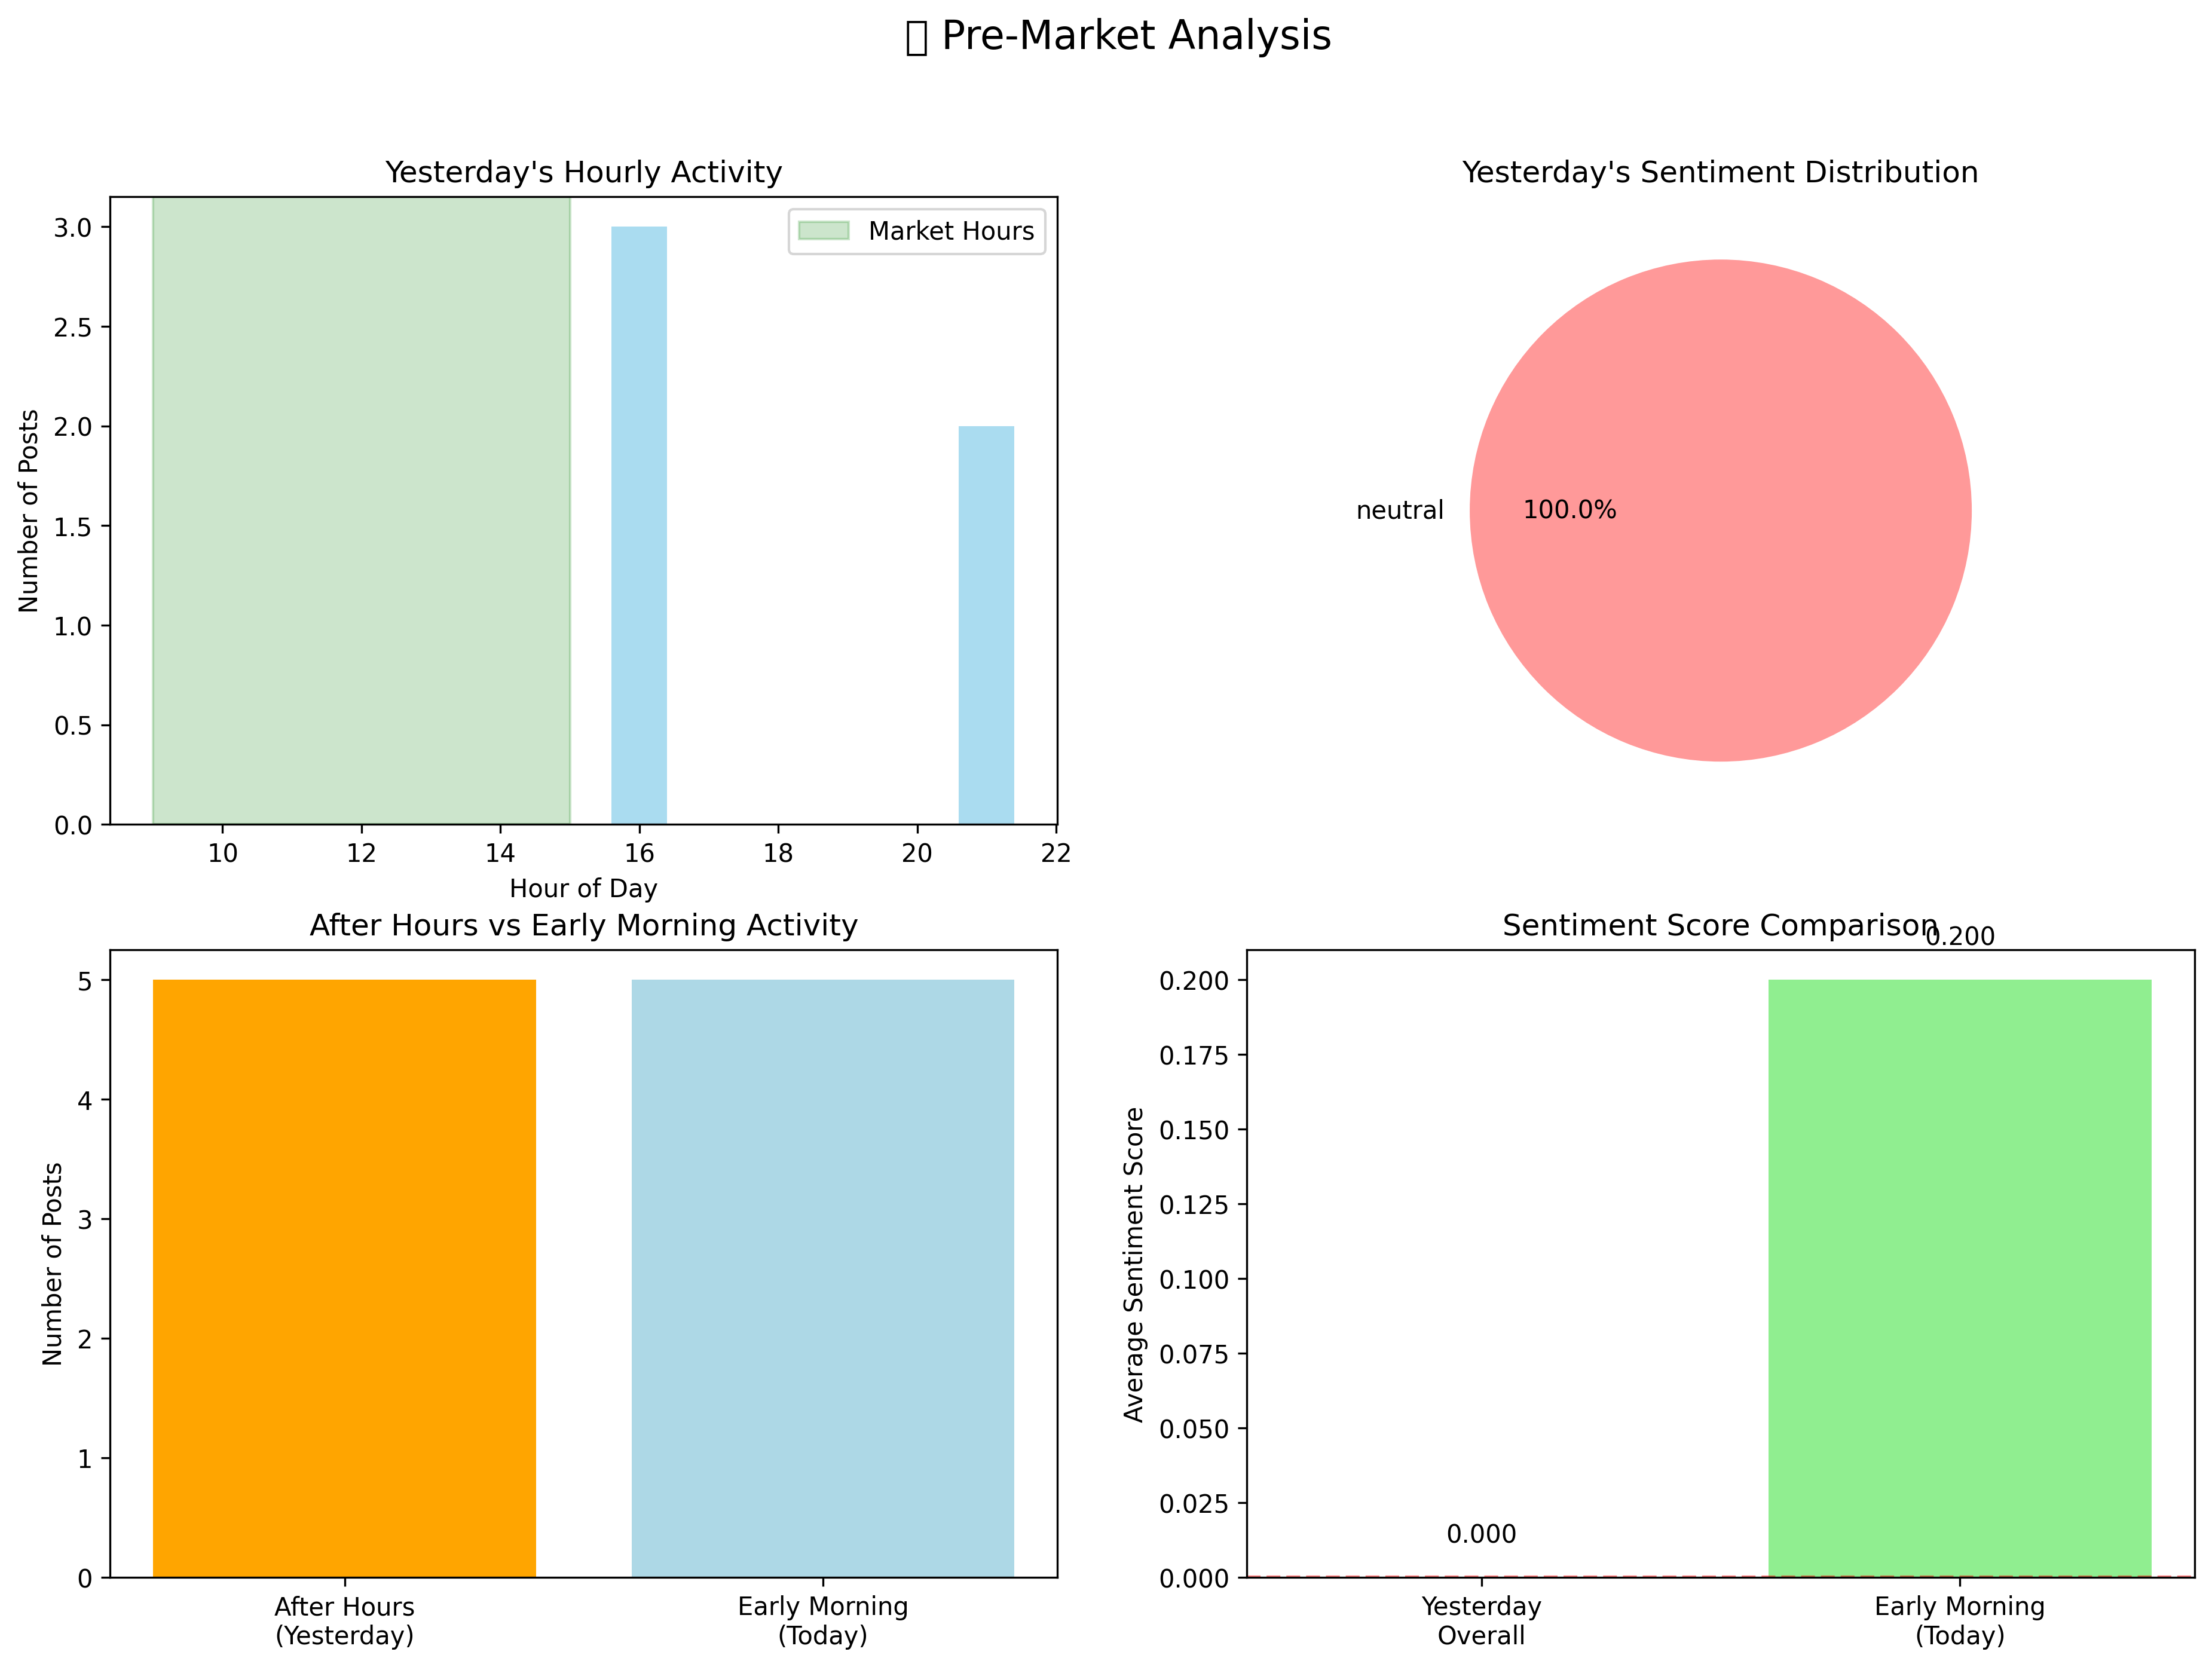 Pre-Market Analysis
Yesterday's Hourly Activity
Market Hours
Number of Posts
3.0
2.5
2.0
1.5
1.0
0.5
0.0
10
12
14
16
18
20
22
Hour of Day
Yesterday's Sentiment Distribution
neutral
100.0%
After Hours vs Early Morning Activity
Number of Posts
5
4
3
2
1
0
After Hours
(Yesterday)
Early Morning
(Today)
Sentiment Score Comparison
0.200
Average Sentiment Score
0.200
0.175
0.150
0.125
0.100
0.075
0.050
0.025
0.000
0.000
Yesterday
Overall
Early Morning
(Today)